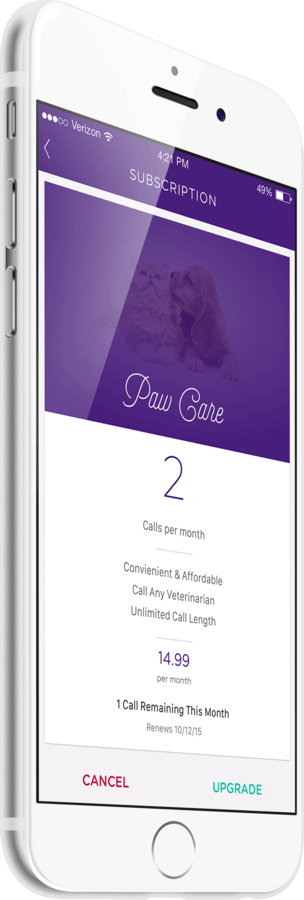 Verizon
4:21 PM
49%
SUBSCRIPTION
Paw Care
2
Calls per month
Convienient & Affordable
Call Any Veterinarian
Unlimited Call Length
14.99
per month
1 Call Remaining This Month
Renews 10/12/15
CANCEL UPGRADE